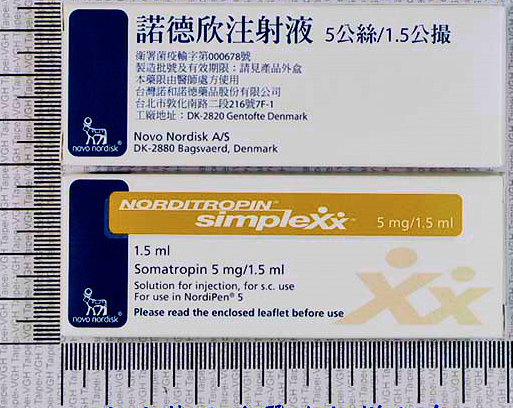 諾德欣注射液 5公絲/1.5公撮
衛署菌疫輸字第000678號
製造批號及有效期限：請見產品外盒
本藥限由醫師處方使用
台灣諾和諾德藥品股份有限公司
台北市敦化南路二段216號7F-1
工廠地址：DK-2820 Gentofte Denmark
Novo Nordisk A/S
DK-2880 Bagsvaerd, Denmark
novo nordisk®
NORDITROPIN®
simplexx™ 5 mg/1.5 ml
1.5 ml
Somatropin 5 mg/1.5 ml
Solution for injection, for s.c. use
For use in NordiPen® 5
Please read the enclosed leaflet before use
novo nordisk®
Xx